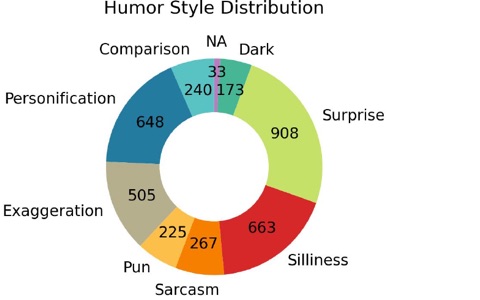 Humor Style Distribution
NA
Comparison
Dark
33
240
173
Personification
648
Surprise
908
Exaggeration
505
663
Silliness
225
267
Pun
Sarcasm